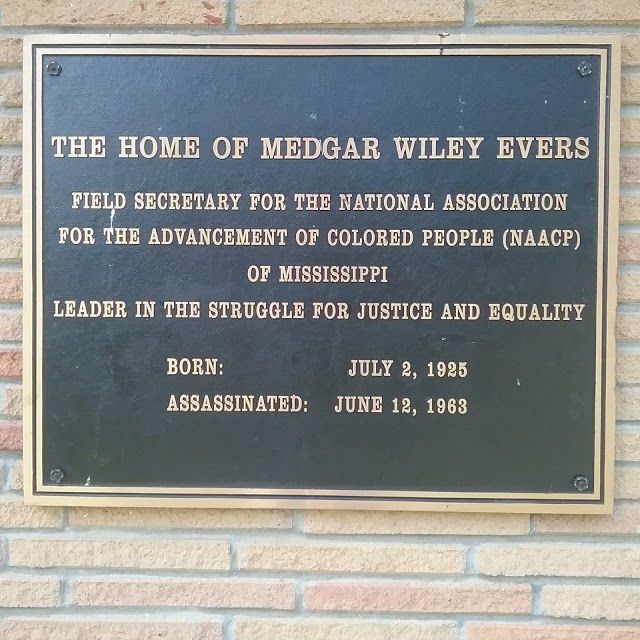 THE HOME OF MEDGAR WILEY EVERS
FIELD SECRETARY FOR THE NATIONAL ASSOCIATION
FOR THE ADVANCEMENT OF COLORED PEOPLE (NAACP)
OF MISSISSIPPI
LEADER IN THE STRUGGLE FOR JUSTICE AND EQUALITY
BORN: JULY 2, 1925
ASSASSINATED: JUNE 12, 1963